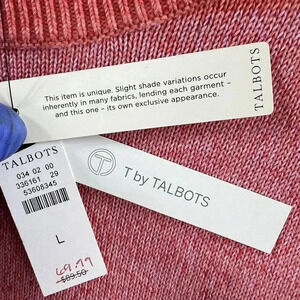 This item is unique. Slight shade variations occur
inherently in many fabrics, lending each garment –
and this one – its own exclusive appearance.
TALBOTS
TALBOTS
034 02 00
336161 29
53608345
L
69.99
$89.50
T
T by TALBOTS